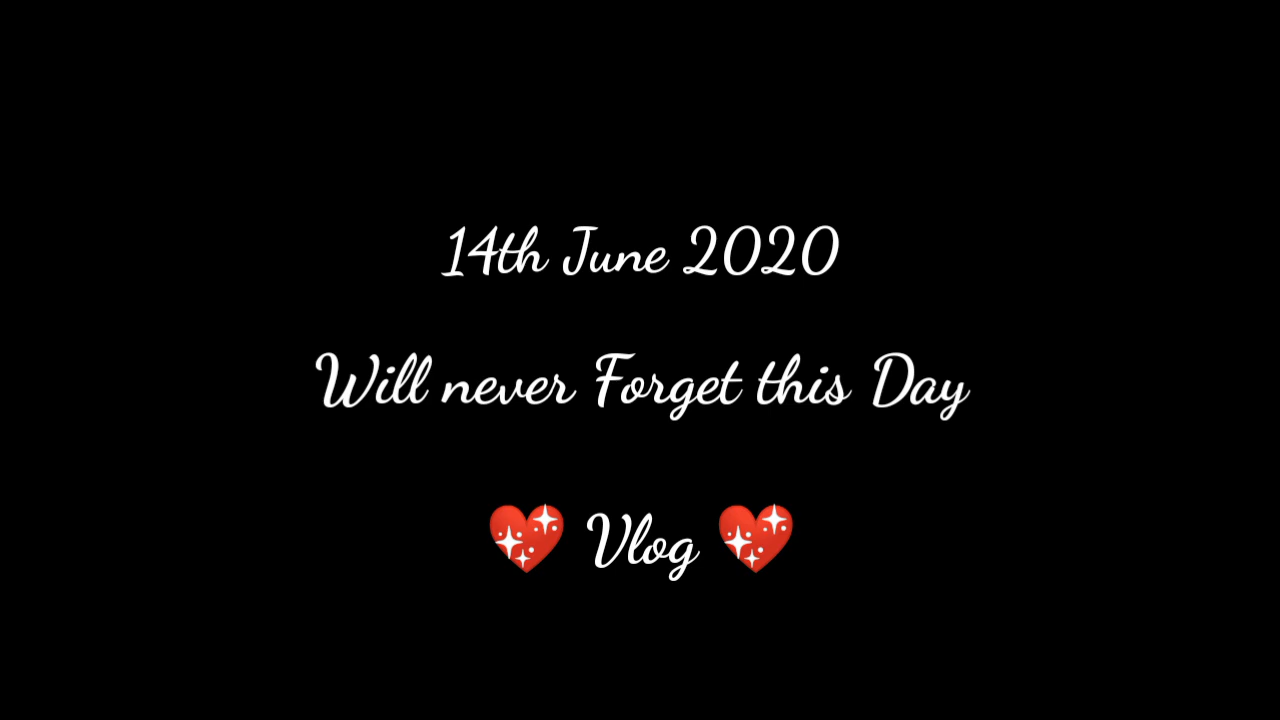 14th June 2020
Will never Forget this Day
💖 Vlog 💖